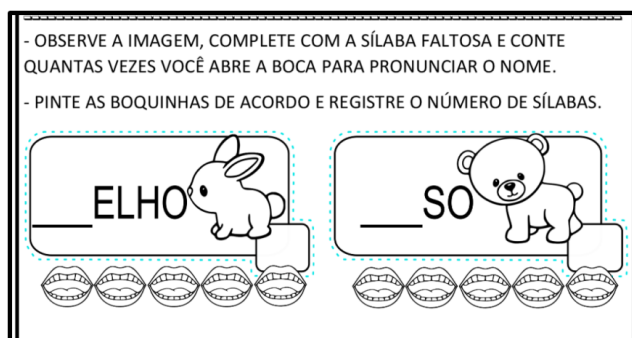 - OBSERVE A IMAGEM, COMPLETE COM A SÍLABA FALTOSA E CONTE
QUANTAS VEZES VOCÊ ABRE A BOCA PARA PRONUNCIAR O NOME.
- PINTE AS BOQUINHAS DE ACORDO E REGISTRE O NÚMERO DE SÍLABAS.
___ELHO
___SO